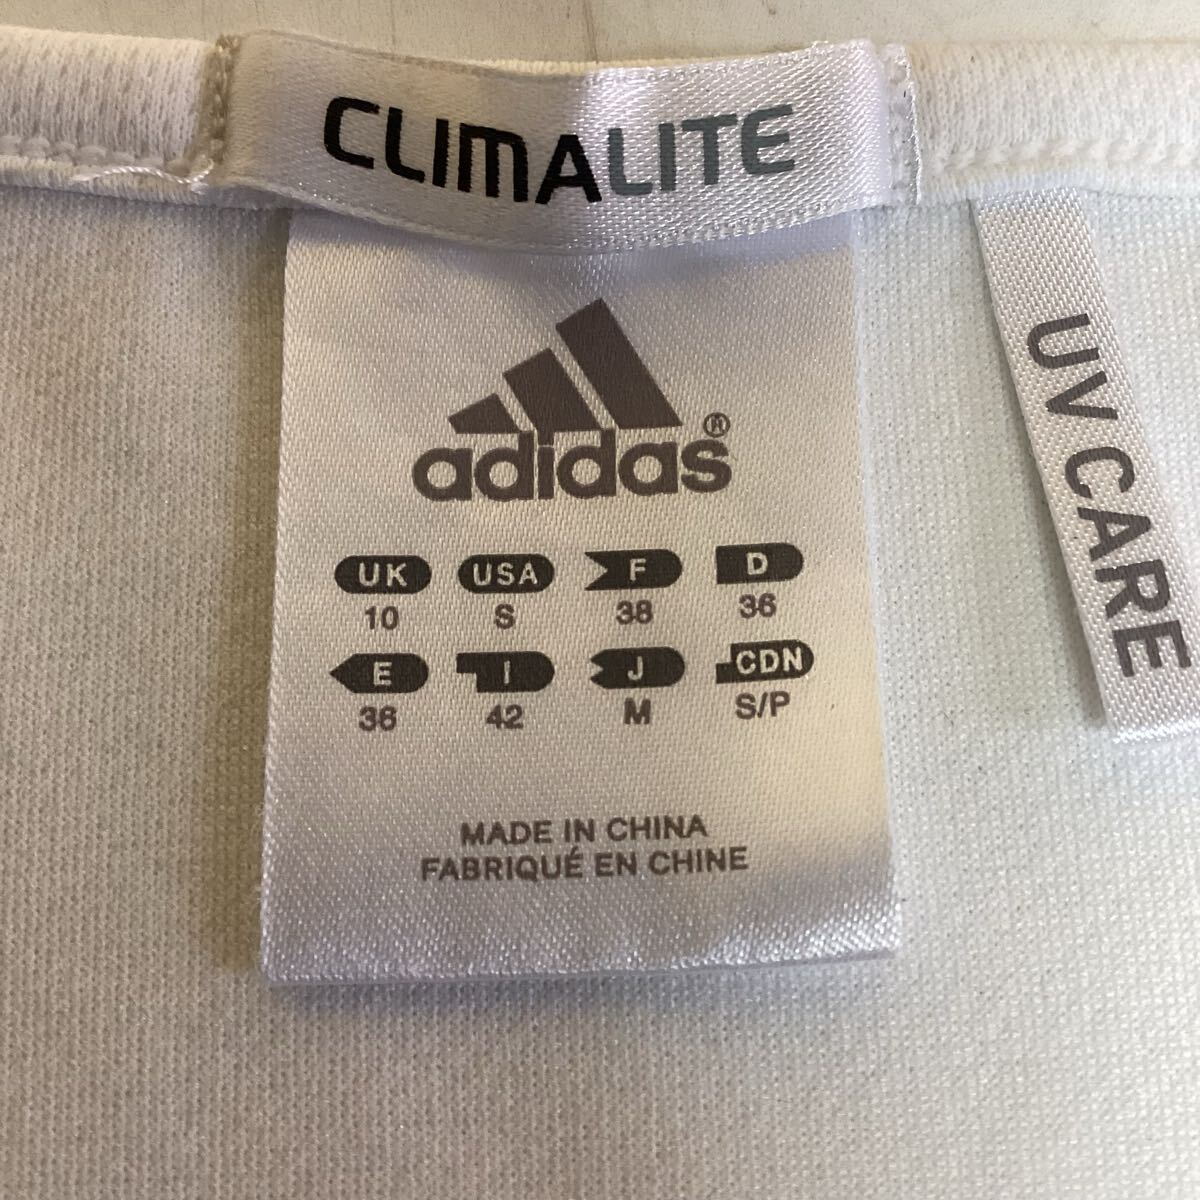 CLIMALITE
adidas®
UK USA F D
10 S 38 36
E I J CDN
36 42 M S/P
MADE IN CHINA
FABRIQUÉ EN CHINE
UV CARE